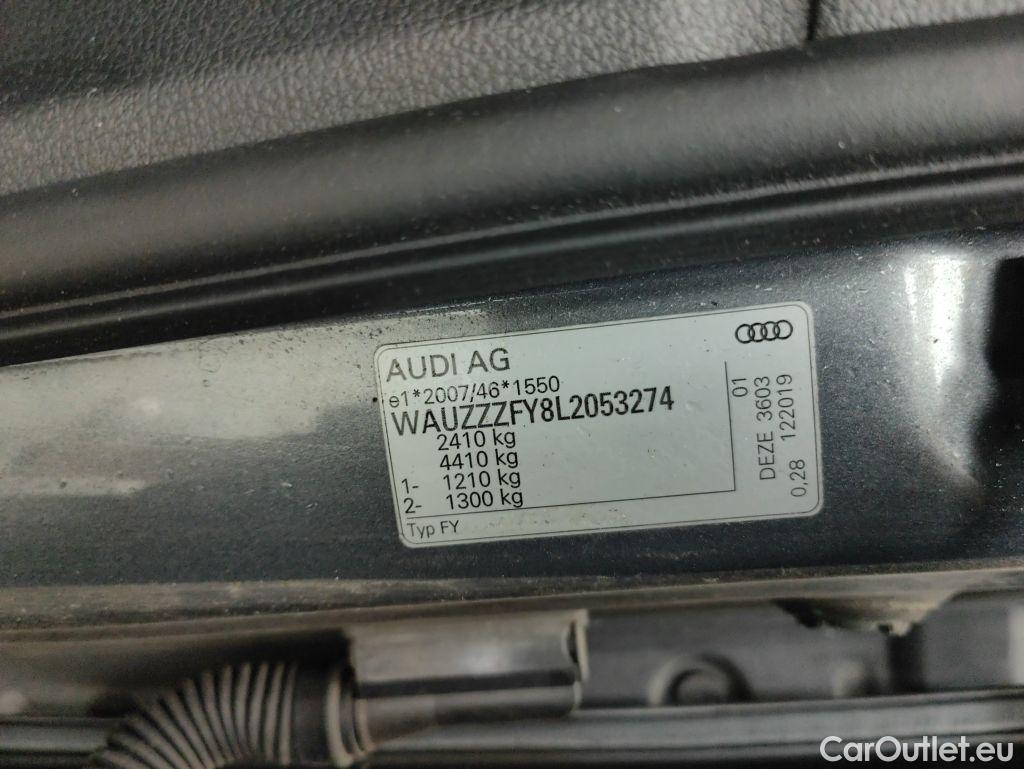 AUDI AG
e1*2007/46*1550
WAUZZZFY8L2053274
2410 kg
4410 kg
1- 1210 kg
2- 1300 kg
Typ FY
01
DEZE 3603
0,28 122019
CarOutlet.eu